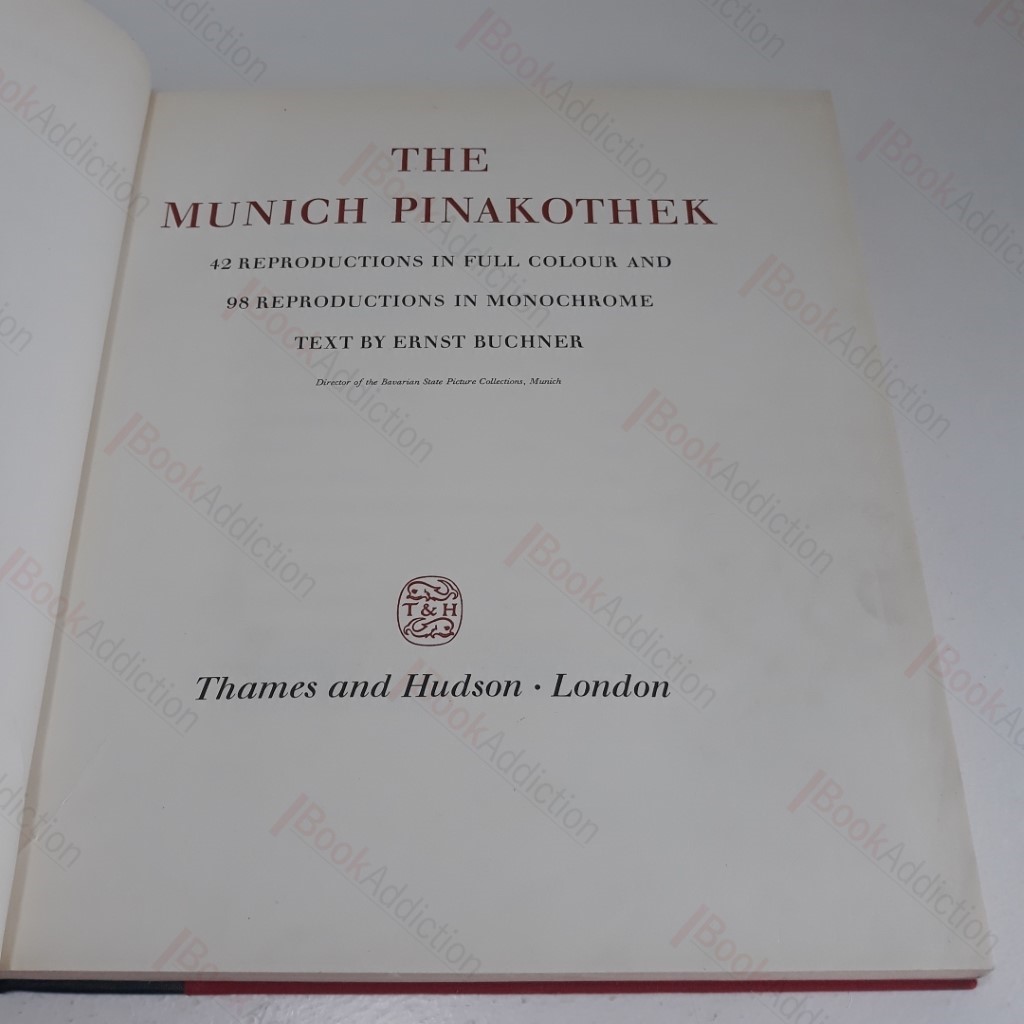 THE
MUNICH PINAKOTHEK
42 REPRODUCTIONS IN FULL COLOUR AND
98 REPRODUCTIONS IN MONOCHROME
TEXT BY ERNST BUCHNER
Director of the Bavarian State Picture Collections, Munich
T & H
Thames and Hudson · London
BookAddiction